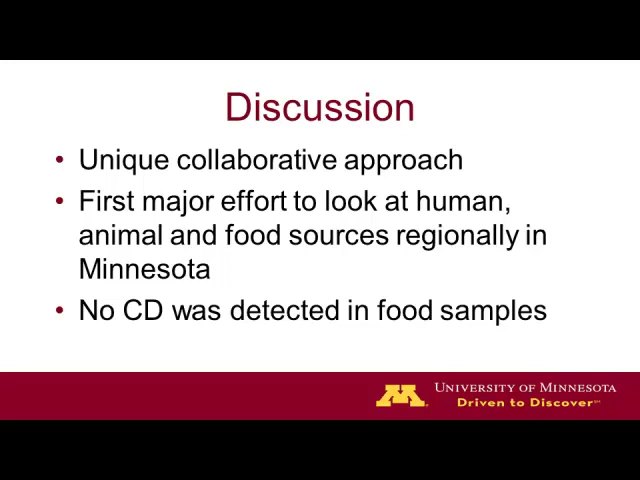 Discussion
• Unique collaborative approach
• First major effort to look at human,
animal and food sources regionally in
Minnesota
• No CD was detected in food samples
M
UNIVERSITY OF MINNESOTA
Driven to Discover℠